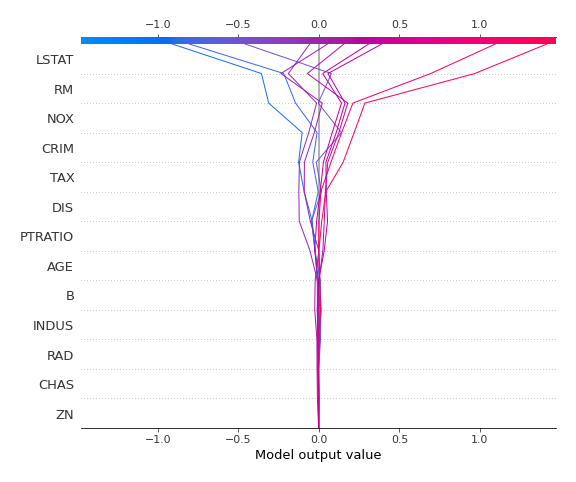 −1.0 −0.5 0.0 0.5 1.0
LSTAT
RM
NOX
CRIM
TAX
DIS
PTRATIO
AGE
B
INDUS
RAD
CHAS
ZN
−1.0 −0.5 0.0 0.5 1.0
Model output value